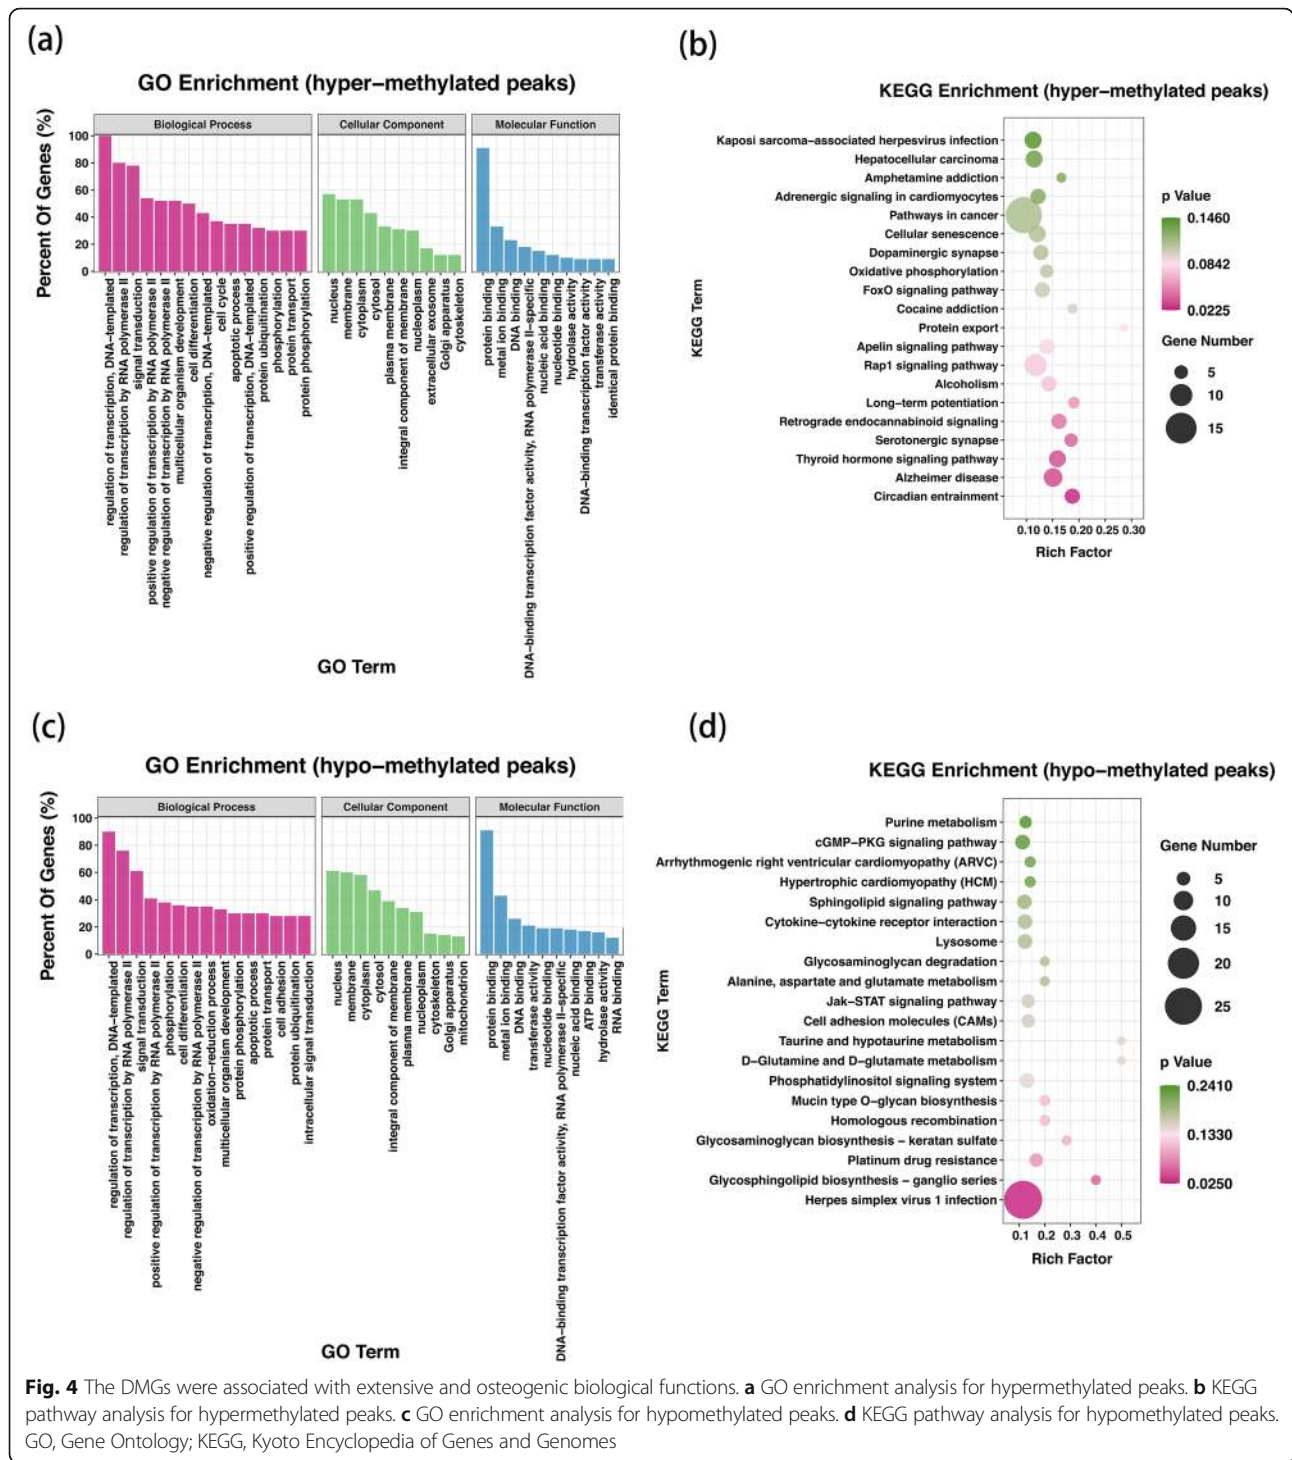 (a)
GO Enrichment (hyper–methylated peaks)
Biological Process
Cellular Component
Molecular Function
Percent Of Genes (%)
100
80
60
40
20
0
regulation of transcription, DNA–templated
regulation of transcription by RNA polymerase II
signal transduction
positive regulation of transcription by RNA polymerase II
negative regulation of transcription by RNA polymerase II
multicellular organism development
cell differentiation
negative regulation of transcription, DNA–templated
cell cycle
apoptotic process
positive regulation of transcription, DNA–templated
protein ubiquitination
phosphorylation
protein transport
protein phosphorylation
nucleus
membrane
cytoplasm
cytosol
plasma membrane
integral component of membrane
nucleoplasm
extracellular exosome
Golgi apparatus
cytoskeleton
protein binding
metal ion binding
DNA binding
DNA–binding transcription factor activity, RNA polymerase II–specific
nucleic acid binding
nucleotide binding
hydrolase activity
DNA–binding transcription factor activity
transferase activity
identical protein binding
GO Term
(b)
KEGG Enrichment (hyper–methylated peaks)
KEGG Term
Kaposi sarcoma–associated herpesvirus infection
Hepatocellular carcinoma
Amphetamine addiction
Adrenergic signaling in cardiomyocytes
Pathways in cancer
Cellular senescence
Dopaminergic synapse
Oxidative phosphorylation
FoxO signaling pathway
Cocaine addiction
Protein export
Apelin signaling pathway
Rap1 signaling pathway
Alcoholism
Long–term potentiation
Retrograde endocannabinoid signaling
Serotonergic synapse
Thyroid hormone signaling pathway
Alzheimer disease
Circadian entrainment
0.10 0.15 0.20 0.25 0.30
Rich Factor
p Value
0.1460
0.0842
0.0225
Gene Number
5
10
15
(c)
GO Enrichment (hypo–methylated peaks)
Biological Process
Cellular Component
Molecular Function
Percent Of Genes (%)
100
80
60
40
20
0
regulation of transcription, DNA–templated
regulation of transcription by RNA polymerase II
signal transduction
positive regulation of transcription by RNA polymerase II
phosphorylation
cell differentiation
negative regulation of transcription by RNA polymerase II
oxidation–reduction process
multicellular organism development
protein phosphorylation
apoptotic process
protein transport
cell adhesion
protein ubiquitination
intracellular signal transduction
nucleus
membrane
cytoplasm
cytosol
integral component of membrane
plasma membrane
nucleoplasm
cytoskeleton
Golgi apparatus
mitochondrion
protein binding
metal ion binding
DNA binding
transferase activity
nucleotide binding
DNA–binding transcription factor activity, RNA polymerase II–specific
nucleic acid binding
ATP binding
hydrolase activity
RNA binding
GO Term
(d)
KEGG Enrichment (hypo–methylated peaks)
KEGG Term
Purine metabolism
cGMP–PKG signaling pathway
Arrhythmogenic right ventricular cardiomyopathy (ARVC)
Hypertrophic cardiomyopathy (HCM)
Sphingolipid signaling pathway
Cytokine–cytokine receptor interaction
Lysosome
Glycosaminoglycan degradation
Alanine, aspartate and glutamate metabolism
Jak–STAT signaling pathway
Cell adhesion molecules (CAMs)
Taurine and hypotaurine metabolism
D–Glutamine and D–glutamate metabolism
Phosphatidylinositol signaling system
Mucin type O–glycan biosynthesis
Homologous recombination
Glycosaminoglycan biosynthesis – keratan sulfate
Platinum drug resistance
Glycosphingolipid biosynthesis – ganglio series
Herpes simplex virus 1 infection
0.1 0.2 0.3 0.4 0.5
Rich Factor
Gene Number
5
10
15
20
25
p Value
0.2410
0.1330
0.0250
Fig. 4 The DMGs were associated with extensive and osteogenic biological functions. a GO enrichment analysis for hypermethylated peaks. b KEGG
pathway analysis for hypermethylated peaks. c GO enrichment analysis for hypomethylated peaks. d KEGG pathway analysis for hypomethylated peaks.
GO, Gene Ontology; KEGG, Kyoto Encyclopedia of Genes and Genomes